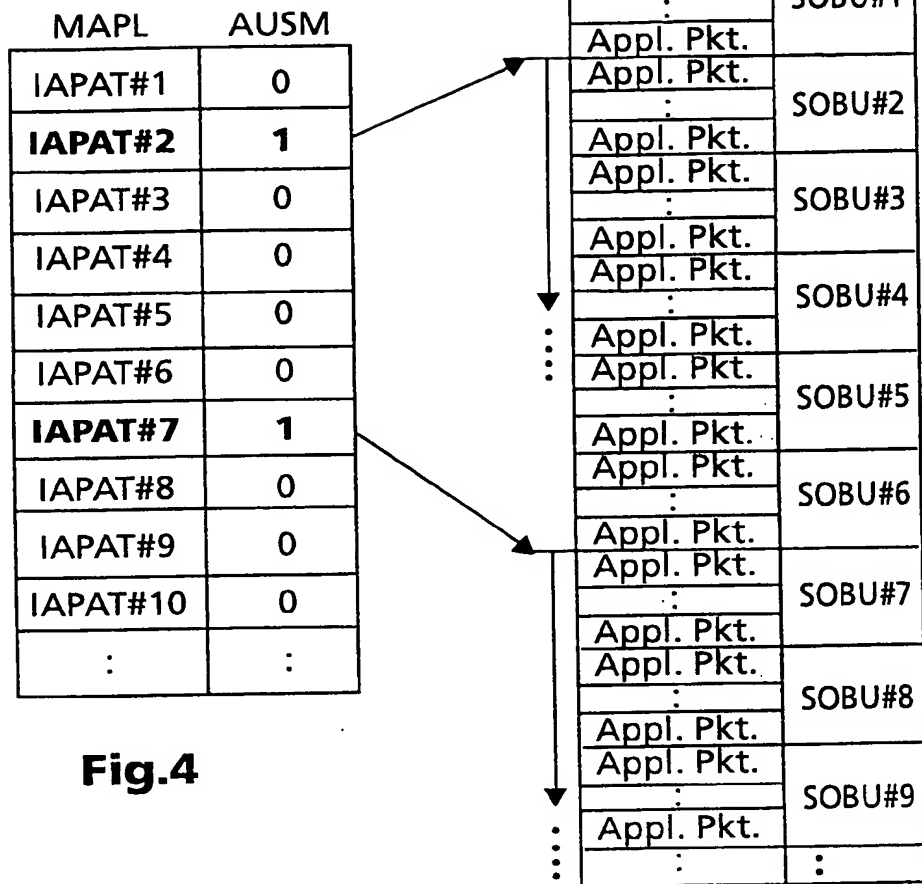 MAPL AUSM
IAPAT#1 0
IAPAT#2 1
IAPAT#3 0
IAPAT#4 0
IAPAT#5 0
IAPAT#6 0
IAPAT#7 1
IAPAT#8 0
IAPAT#9 0
IAPAT#10 0
: :
Fig.4
:
Appl. Pkt.
Appl. Pkt.
: SOBU#2
Appl. Pkt.
Appl. Pkt.
: SOBU#3
Appl. Pkt.
Appl. Pkt.
: SOBU#4
Appl. Pkt.
Appl. Pkt.
: SOBU#5
Appl. Pkt.
Appl. Pkt.
: SOBU#6
Appl. Pkt.
Appl. Pkt.
: SOBU#7
Appl. Pkt.
Appl. Pkt.
: SOBU#8
Appl. Pkt.
Appl. Pkt.
: SOBU#9
Appl. Pkt.
: :